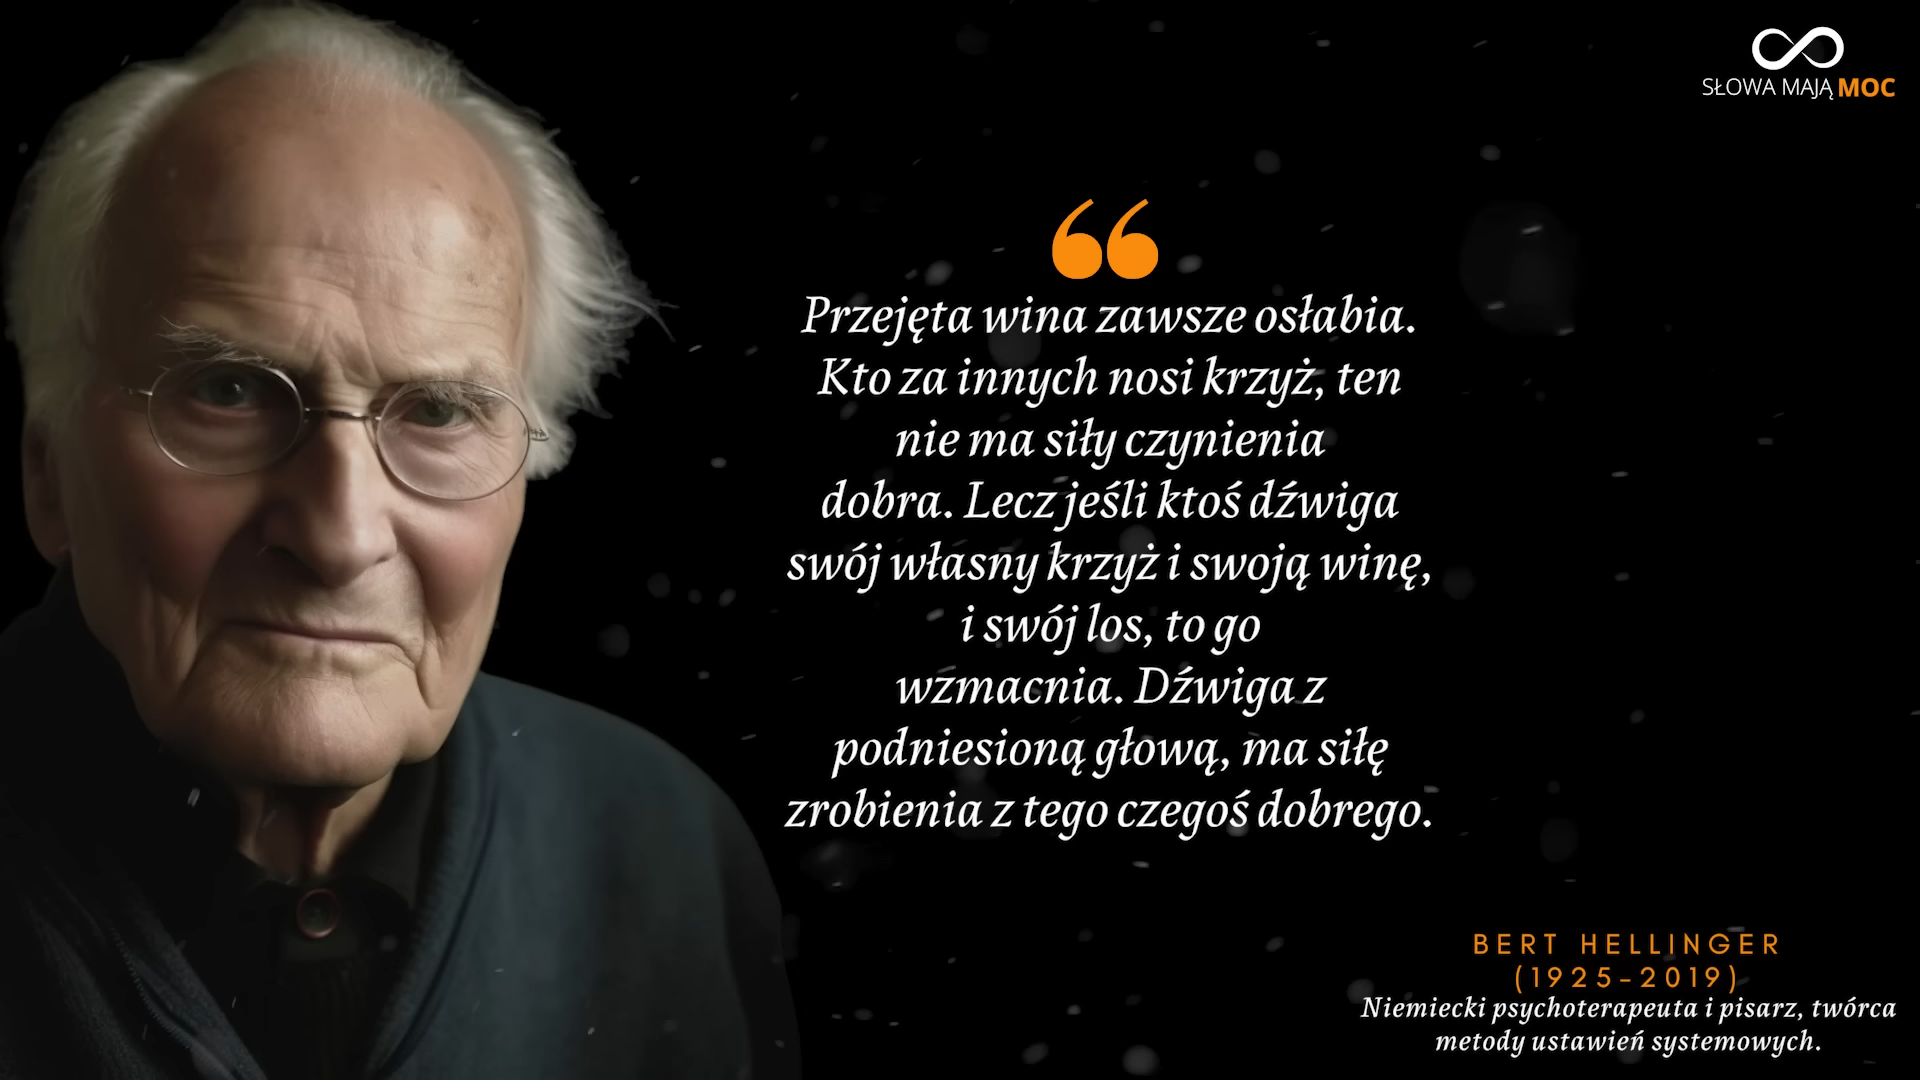 SŁOWA MAJĄ MOC
Przejęta wina zawsze osłabia.
Kto za innych nosi krzyż, ten
nie ma siły czynienia
dobra. Lecz jeśli ktoś dźwiga
swój własny krzyż i swoją winę,
i swój los, to go
wzmacnia. Dźwiga z
podniesioną głową, ma siłę
zrobienia z tego czegoś dobrego.
BERT HELLINGER
(1925-2019)
Niemiecki psychoterapeuta i pisarz, twórca
metody ustawień systemowych.